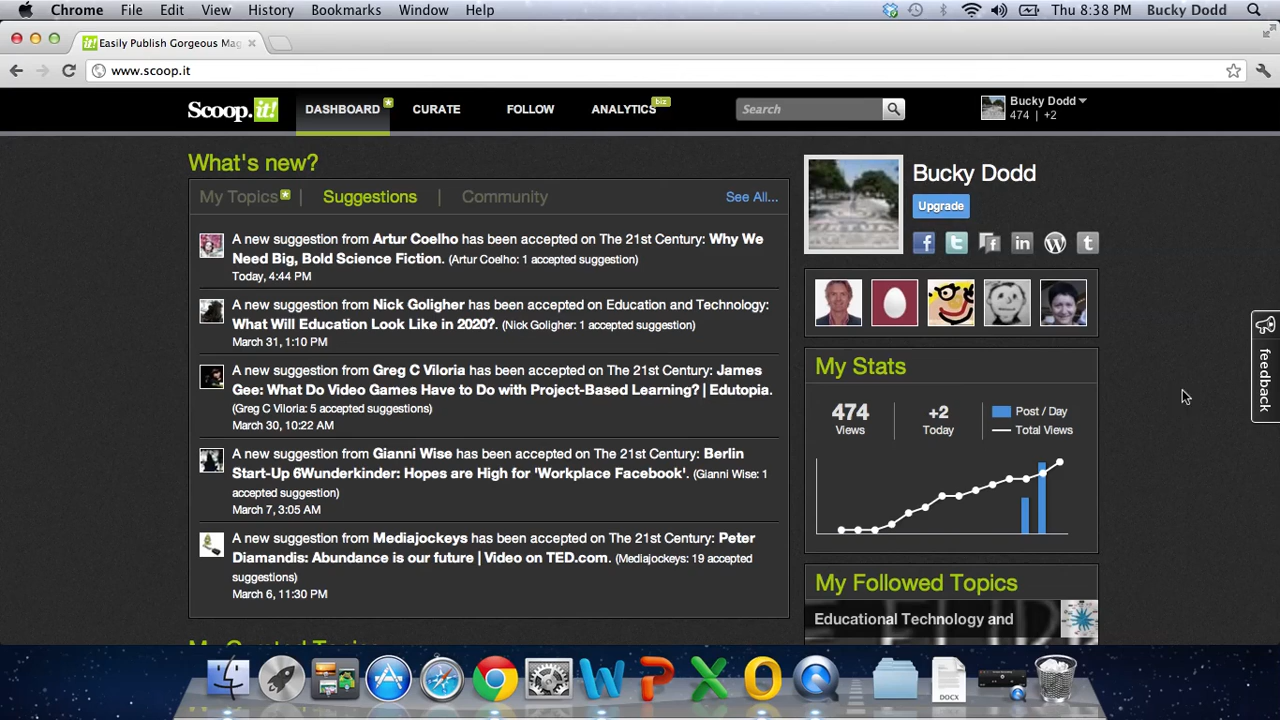 Chrome File Edit View History Bookmarks Window Help Thu 8:38 PM Bucky Dodd
it! Easily Publish Gorgeous Mag
www.scoop.it
Scoop.it! DASHBOARD CURATE FOLLOW ANALYTICS biz Search Bucky Dodd
474 | +2
What's new?
My Topics | Suggestions | Community See All...
A new suggestion from Artur Coelho has been accepted on The 21st Century: Why We
Need Big, Bold Science Fiction. (Artur Coelho: 1 accepted suggestion)
Today, 4:44 PM
A new suggestion from Nick Goligher has been accepted on Education and Technology:
What Will Education Look Like in 2020?. (Nick Goligher: 1 accepted suggestion)
March 31, 1:10 PM
A new suggestion from Greg C Viloria has been accepted on The 21st Century: James
Gee: What Do Video Games Have to Do with Project-Based Learning? | Edutopia.
(Greg C Viloria: 5 accepted suggestions)
March 30, 10:22 AM
A new suggestion from Gianni Wise has been accepted on The 21st Century: Berlin
Start-Up 6Wunderkinder: Hopes are High for 'Workplace Facebook'. (Gianni Wise: 1
accepted suggestion)
March 7, 3:05 AM
A new suggestion from Mediajockeys has been accepted on The 21st Century: Peter
Diamandis: Abundance is our future | Video on TED.com. (Mediajockeys: 19 accepted
suggestions)
March 6, 11:30 PM
Bucky Dodd
Upgrade
My Stats
474 +2 Post / Day
Views Today Total Views
My Followed Topics
Educational Technology and
feedback
DOCX